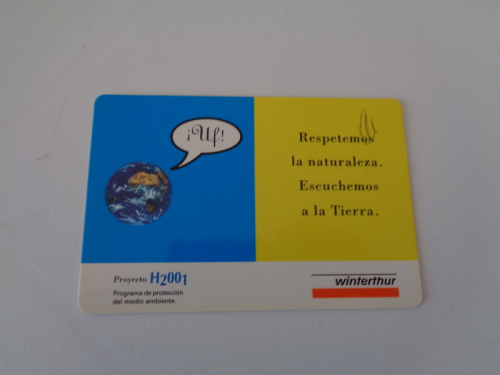 ¡Uf!
Respetemos
la naturaleza.
Escuchemos
a la Tierra.
Proyecto H2001
Programa de protección
del medio ambiente.
winterthur